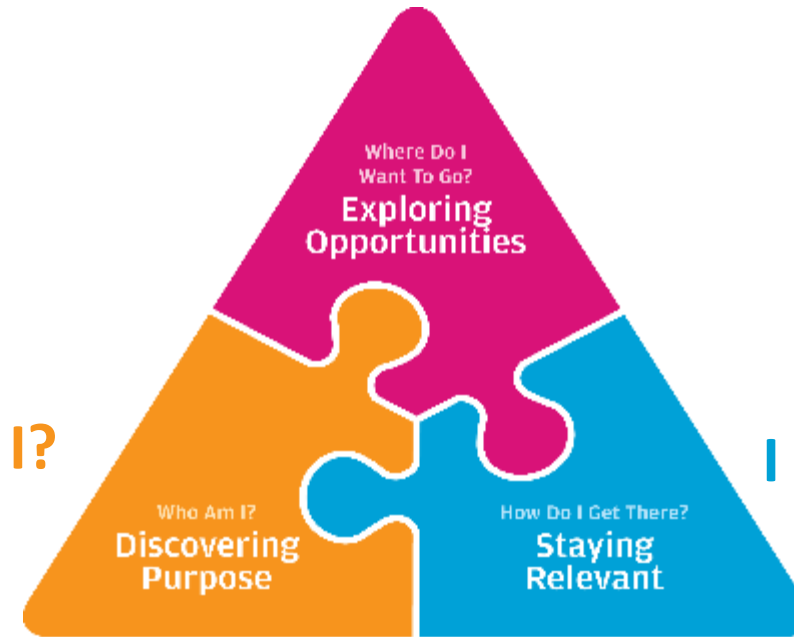 Where Do I
Want To Go?
Exploring
Opportunities
I?
I
Who Am I?
Discovering
Purpose
How Do I Get There?
Staying
Relevant